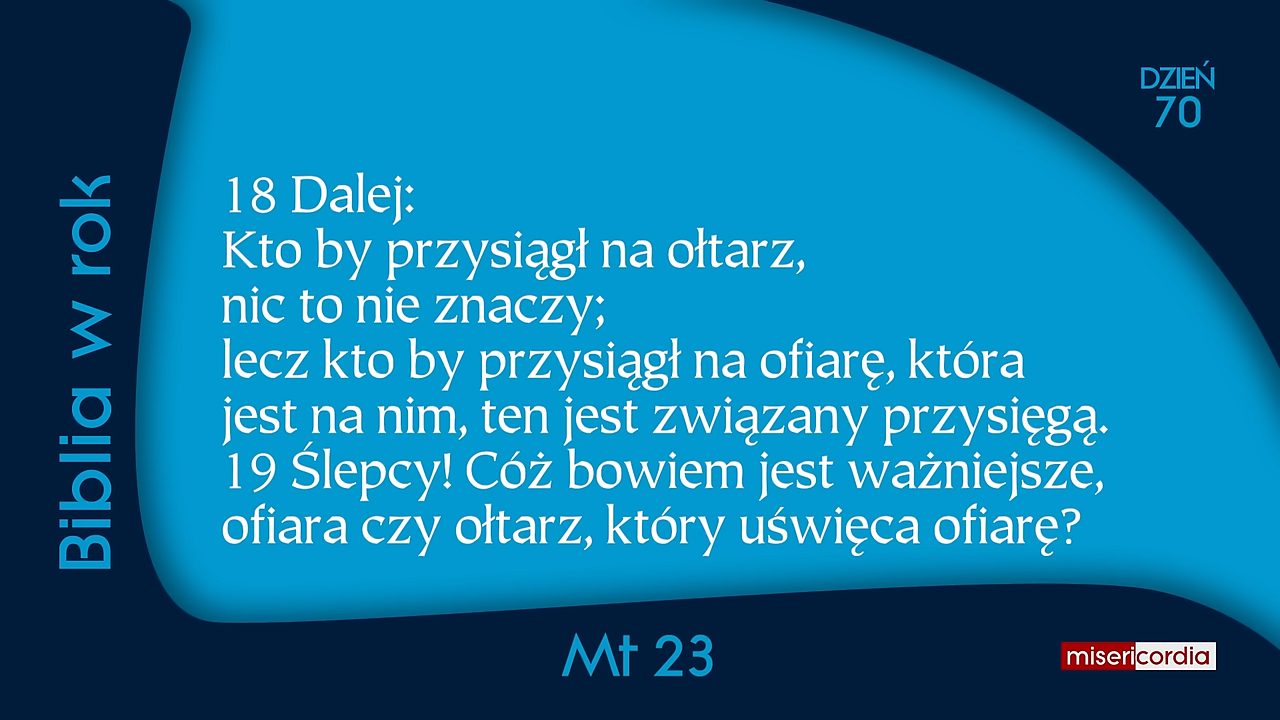 DZIEŃ
70
Biblia w rok
18 Dalej:
Kto by przysiągł na ołtarz,
nic to nie znaczy;
lecz kto by przysiągł na ofiarę, która
jest na nim, ten jest związany przysięgą.
19 Ślepcy! Cóż bowiem jest ważniejsze,
ofiara czy ołtarz, który uświęca ofiarę?
Mt 23
misericordia